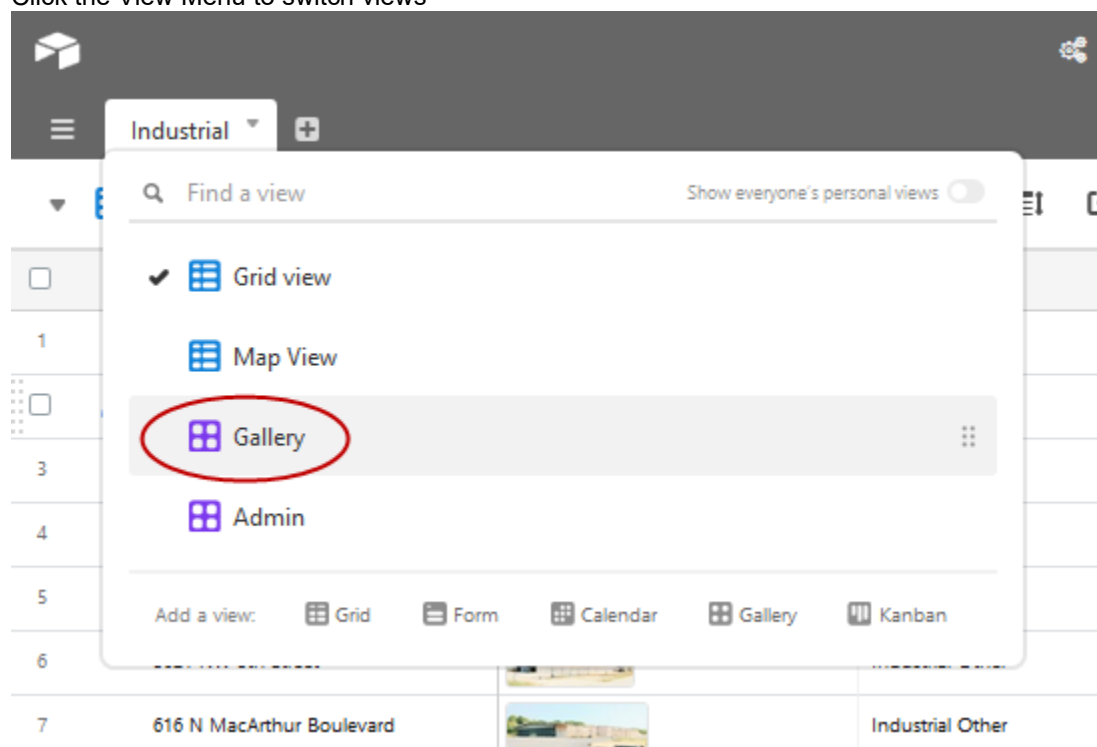 Click the View Menu to switch views
Industrial
Find a view
Show everyone's personal views
Grid view
1
Map View
Gallery
3
Admin
4
5
Add a view: Grid Form Calendar Gallery Kanban
6
7 616 N MacArthur Boulevard Industrial Other